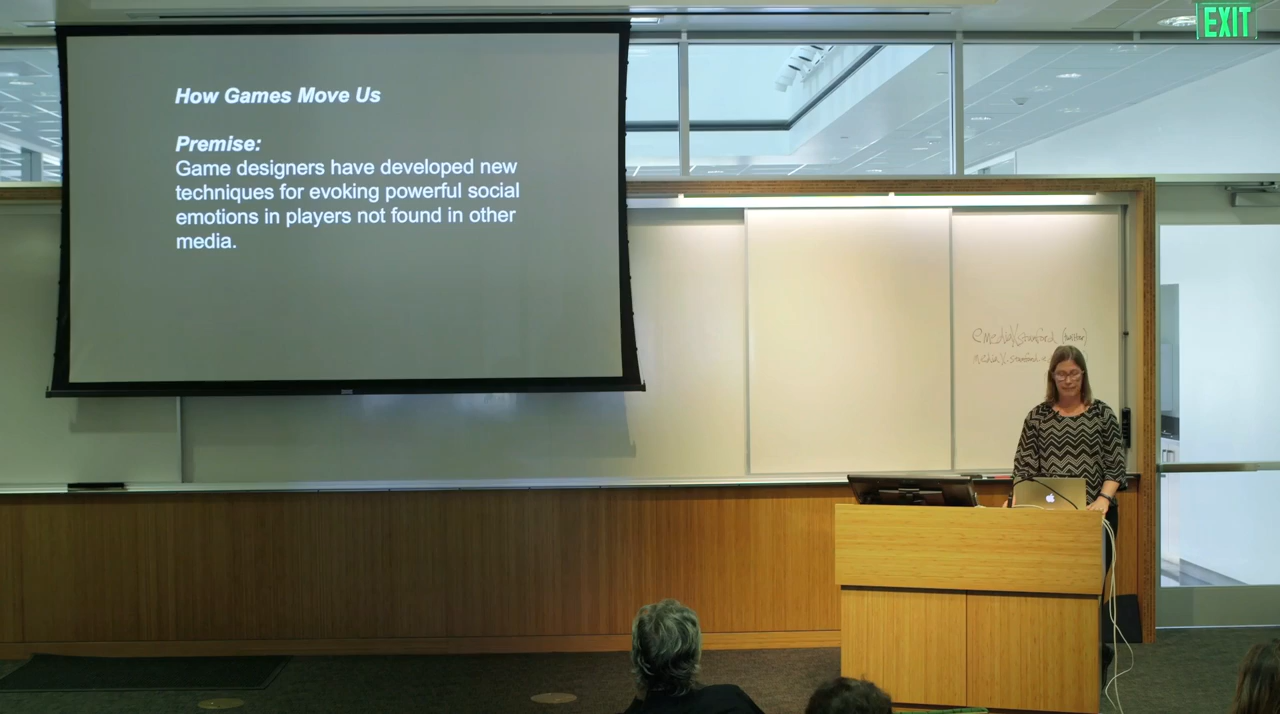 How Games Move Us
Premise:
Game designers have developed new
techniques for evoking powerful social
emotions in players not found in other
media.
EXIT
(twitter)